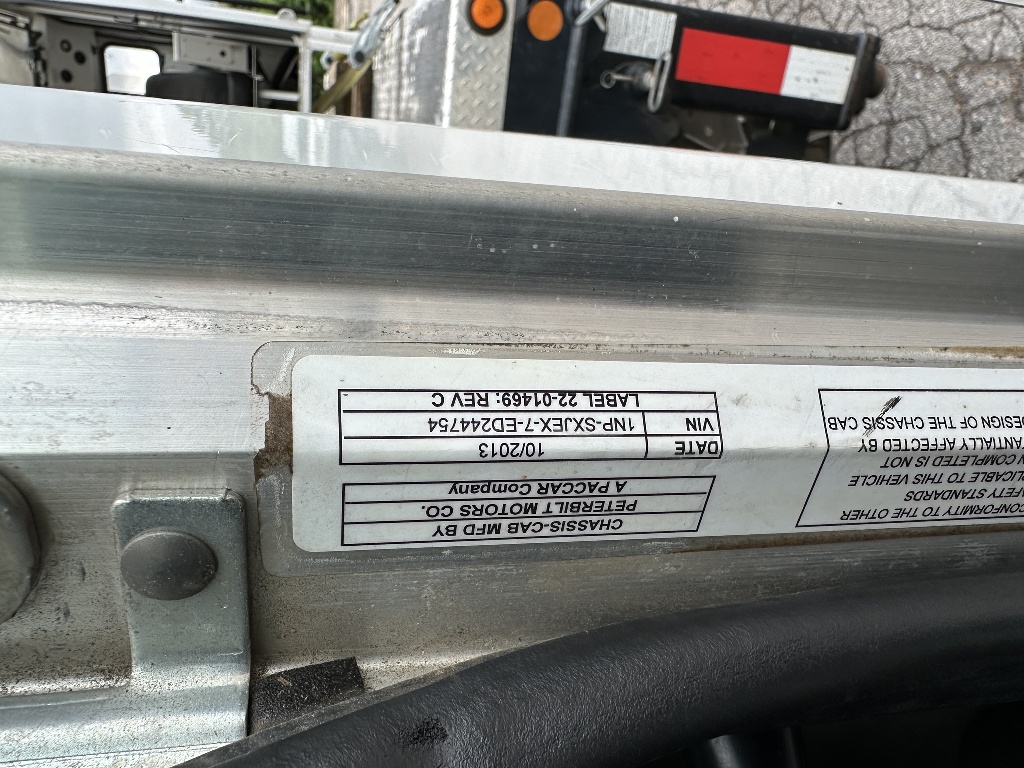 CHASSIS-CAB MFD BY
PETERBILT MOTORS CO.
A PACCAR Company
DATE 10/2013
VIN 1NP-SXJEX-7-ED244754
LABEL 22-01469: REV C
CONFORMITY TO THE OTHER
SAFETY STANDARDS
PLICABLE TO THIS VEHICLE
N COMPLETED IS NOT
ANTIALLY AFFECTED BY
DESIGN OF THE CHASSIS CAB